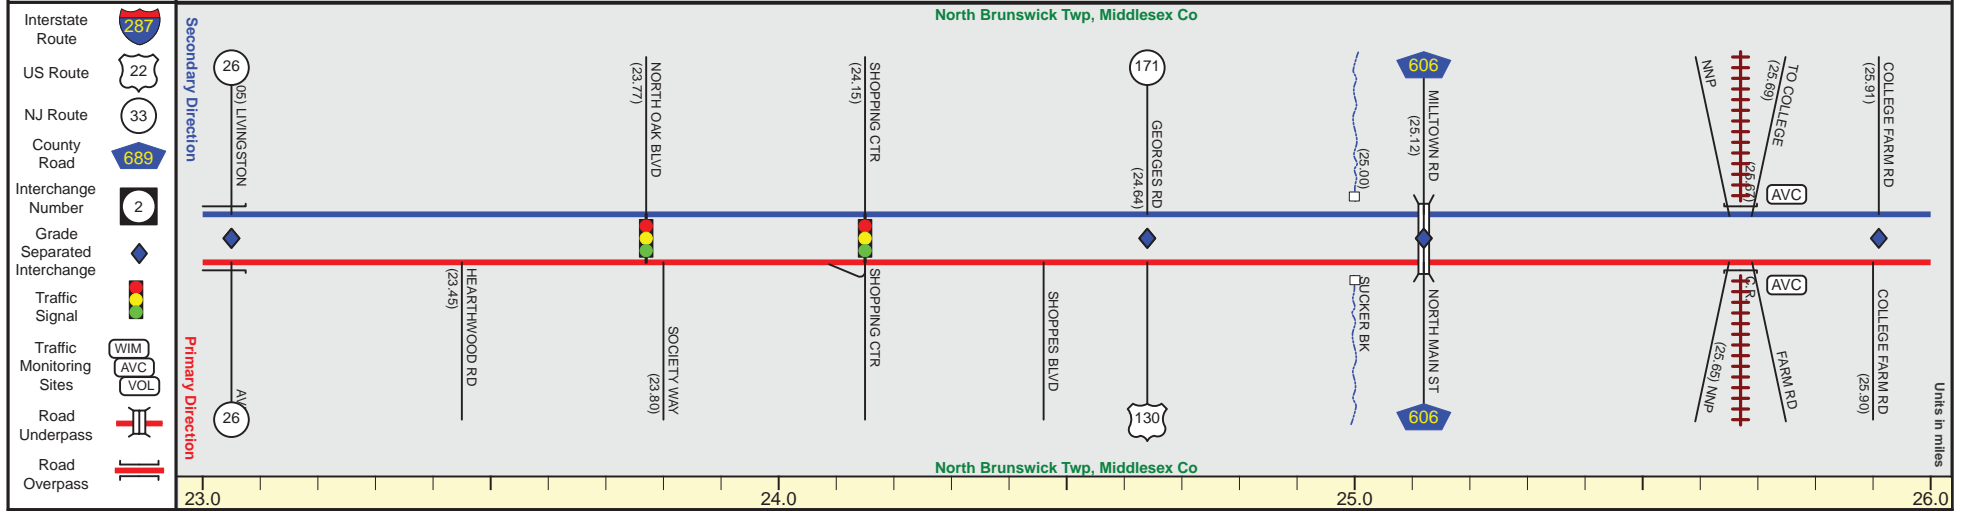 Interstate
Route
287
US Route
22
NJ Route
33
County
Road
689
Interchange
Number
2
Grade
Separated
Interchange
Traffic
Signal
Traffic
Monitoring
Sites
WIM
AVC
VOL
Road
Underpass
Road
Overpass
Secondary Direction
Primary Direction
North Brunswick Twp, Middlesex Co
26
05) LIVINGSTON
NORTH OAK BLVD
(23.77)
SHOPPING CTR
(24.15)
171
GEORGES RD
(24.64)
(25.00)
606
MILLTOWN RD
(25.12)
NNP
TO COLLEGE
(25.69)
AVC
COLLEGE FARM RD
(25.91)
AV
26
HEARTHWOOD RD
(23.45)
SOCIETY WAY
(23.80)
SHOPPING CTR
SHOPPES BLVD
130
SUCKER BK
NORTH MAIN ST
606
(25.65) NNP
FARM RD
AVC
COLLEGE FARM RD
(25.90)
Units in miles
North Brunswick Twp, Middlesex Co
23.0
24.0
25.0
26.0